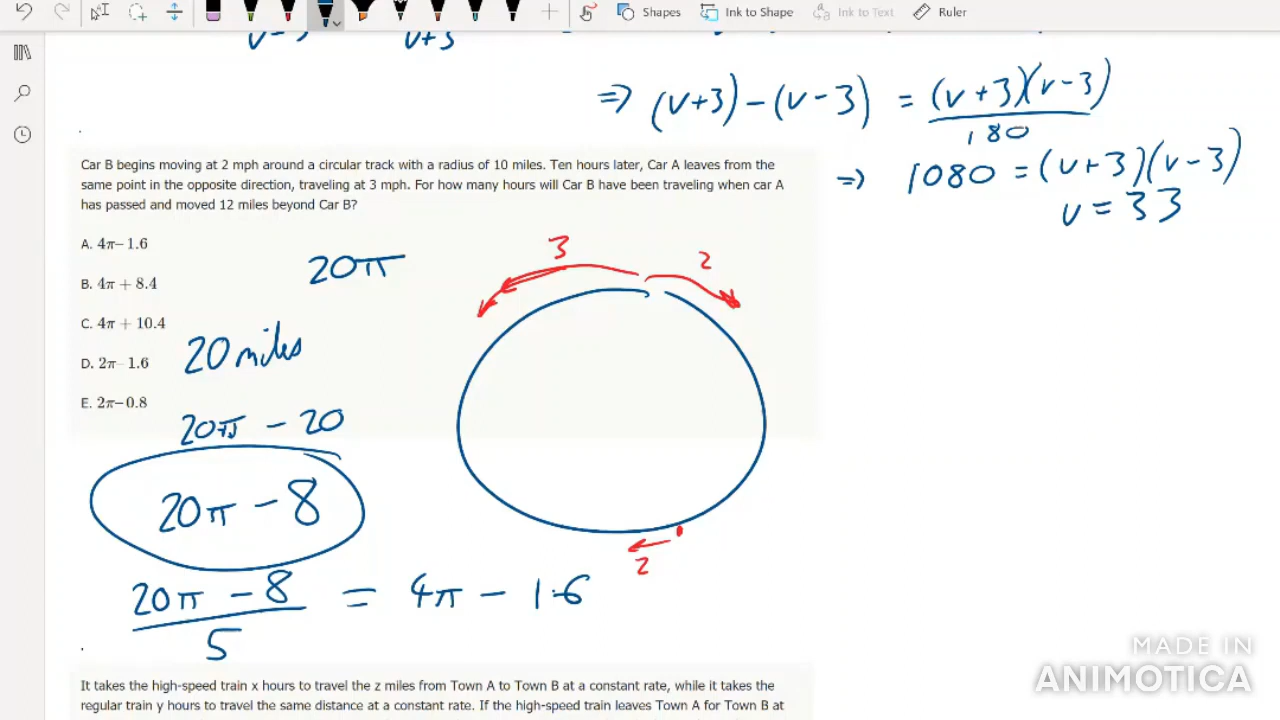 Shapes Ink to Shape Ink to Text Ruler
v+3
=> (v+3) - (v-3) = (v+3)(v-3)
180
=> 1080 = (v+3)(v-3)
v = 33
Car B begins moving at 2 mph around a circular track with a radius of 10 miles. Ten hours later, Car A leaves from the
same point in the opposite direction, traveling at 3 mph. For how many hours will Car B have been traveling when car A
has passed and moved 12 miles beyond Car B?
A. 4π−1.6
B. 4π + 8.4
C. 4π + 10.4
D. 2π−1.6
E. 2π−0.8
20π
3
2
20 miles
20π - 20
20π - 8
2
20π - 8 = 4π - 1.6
5
It takes the high-speed train x hours to travel the z miles from Town A to Town B at a constant rate, while it takes the
regular train y hours to travel the same distance at a constant rate. If the high-speed train leaves Town A for Town B at
MADE IN
ANIMOTICA